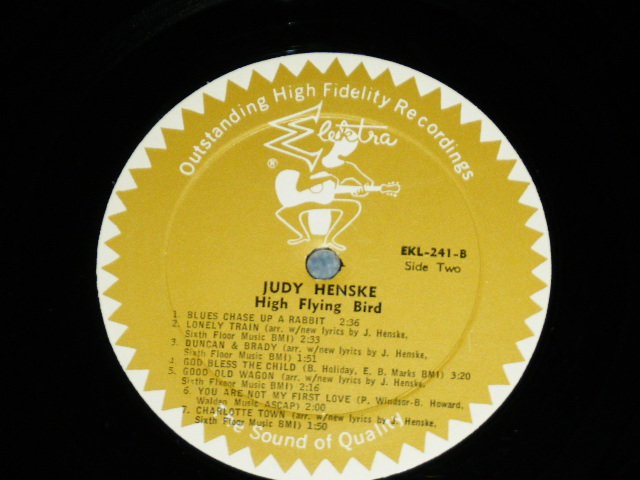 Outstanding High Fidelity Recordings
Elektra
®
EKL-241-B
Side Two
JUDY HENSKE
High Flying Bird
1. BLUES CHASE UP A RABBIT 2:36
2. LONELY TRAIN (arr. w/new lyrics by J. Henske,
Sixth Floor Music BMI) 2:33
3. DUNCAN & BRADY (arr. w/new lyrics by J. Henske,
Sixth Floor Music BMI) 1:51
4. GOD BLESS THE CHILD (B. Holiday, E. B. Marks BMI) 3:20
5. GOOD OLD WAGON (arr. w/new lyrics by J. Henske,
Sixth Flxoor Music BMI) 2:16
6. YOU ARE NOT MY FIRST LOVE (P. Windsor-B. Howard,
Walden Music ASCAP) 2:00
7. CHARLOTTE TOWN (arr. w/new lyrics by J. Henske,
Sixth Floor Music BMI) 1:50
The Sound of Quality